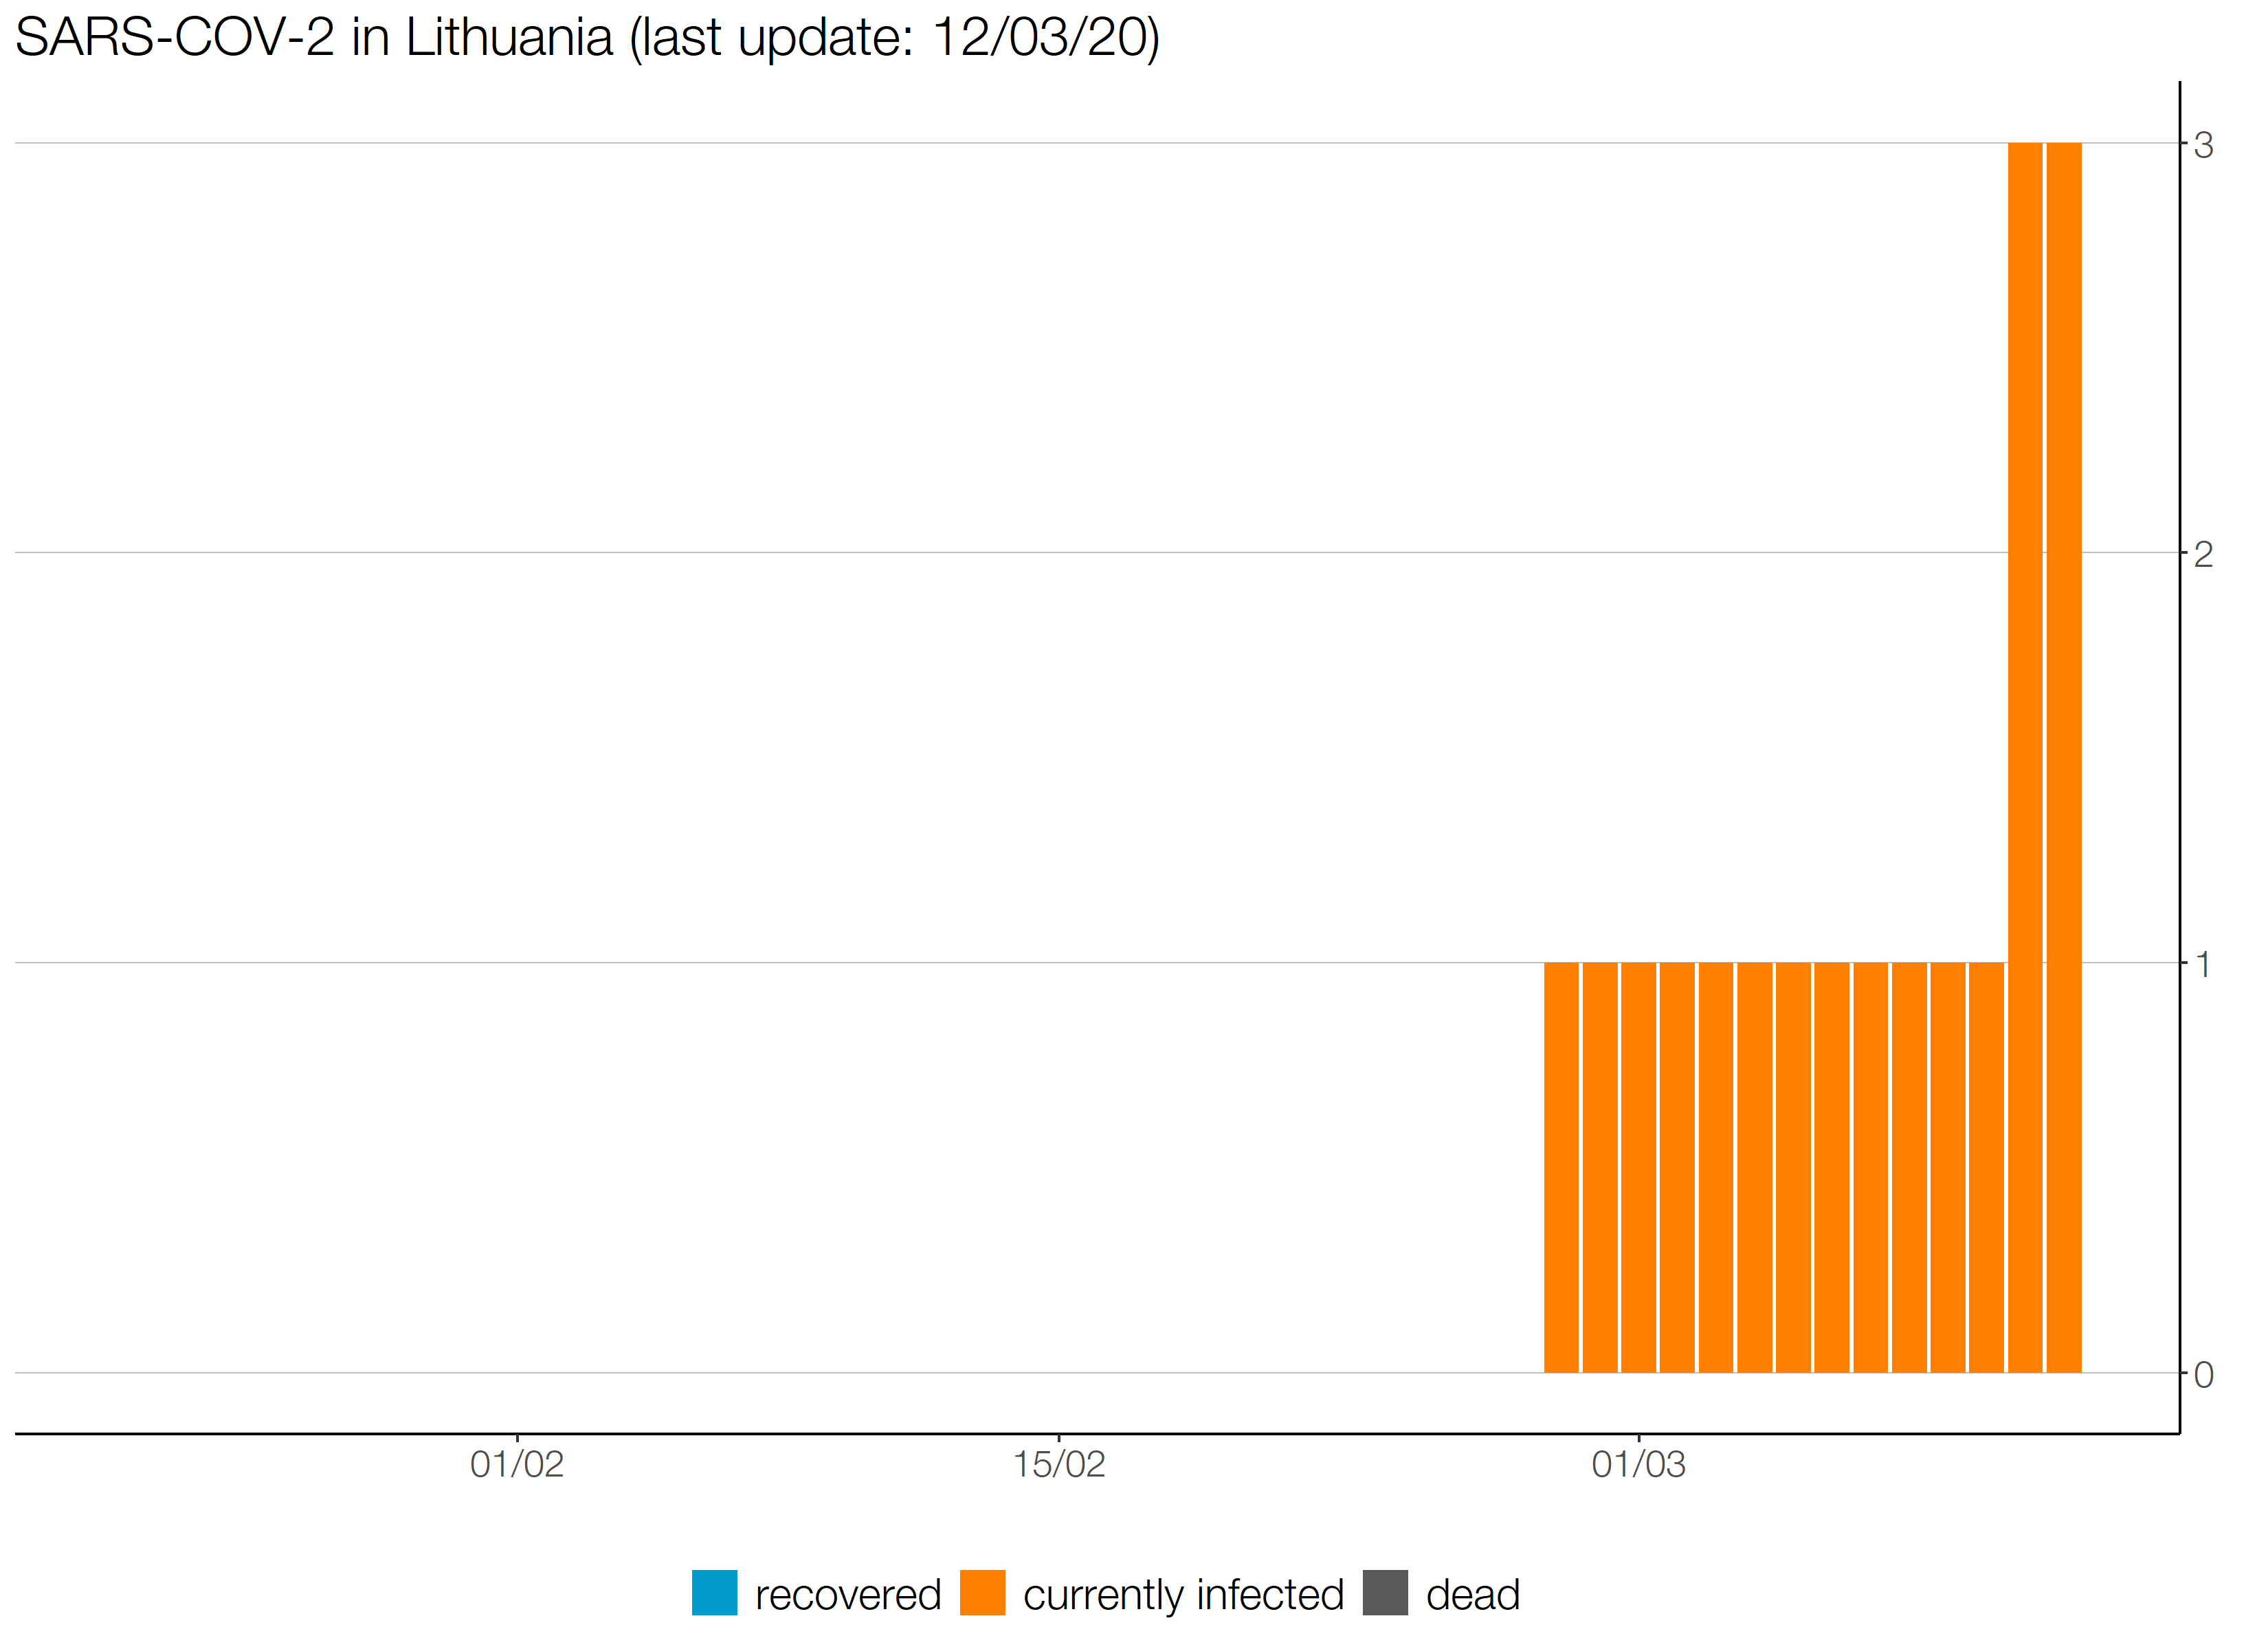 SARS-COV-2 in Lithuania (last update: 12/03/20)
3
2
1
0
01/02 15/02 01/03
recovered currently infected dead